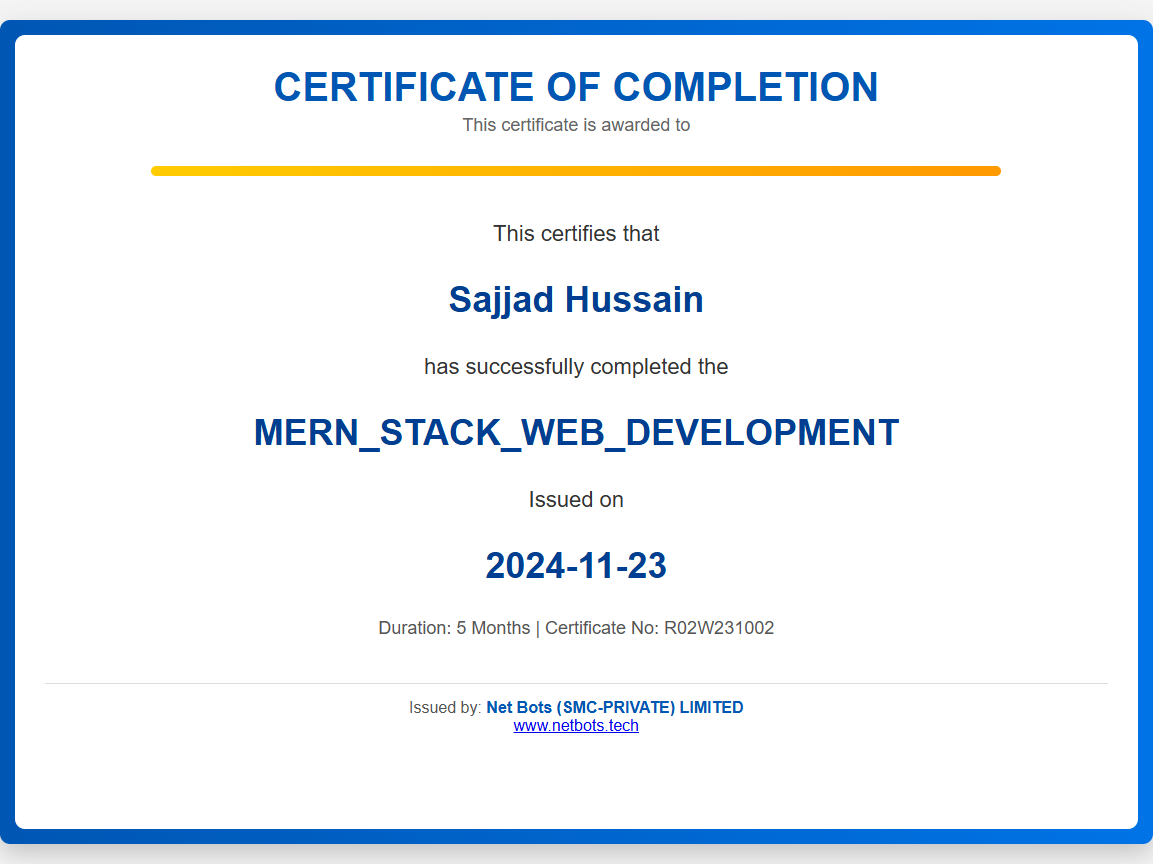 CERTIFICATE OF COMPLETION
This certificate is awarded to
This certifies that
Sajjad Hussain
has successfully completed the
MERN_STACK_WEB_DEVELOPMENT
Issued on
2024-11-23
Duration: 5 Months | Certificate No: R02W231002
Issued by: Net Bots (SMC-PRIVATE) LIMITED
www.netbots.tech